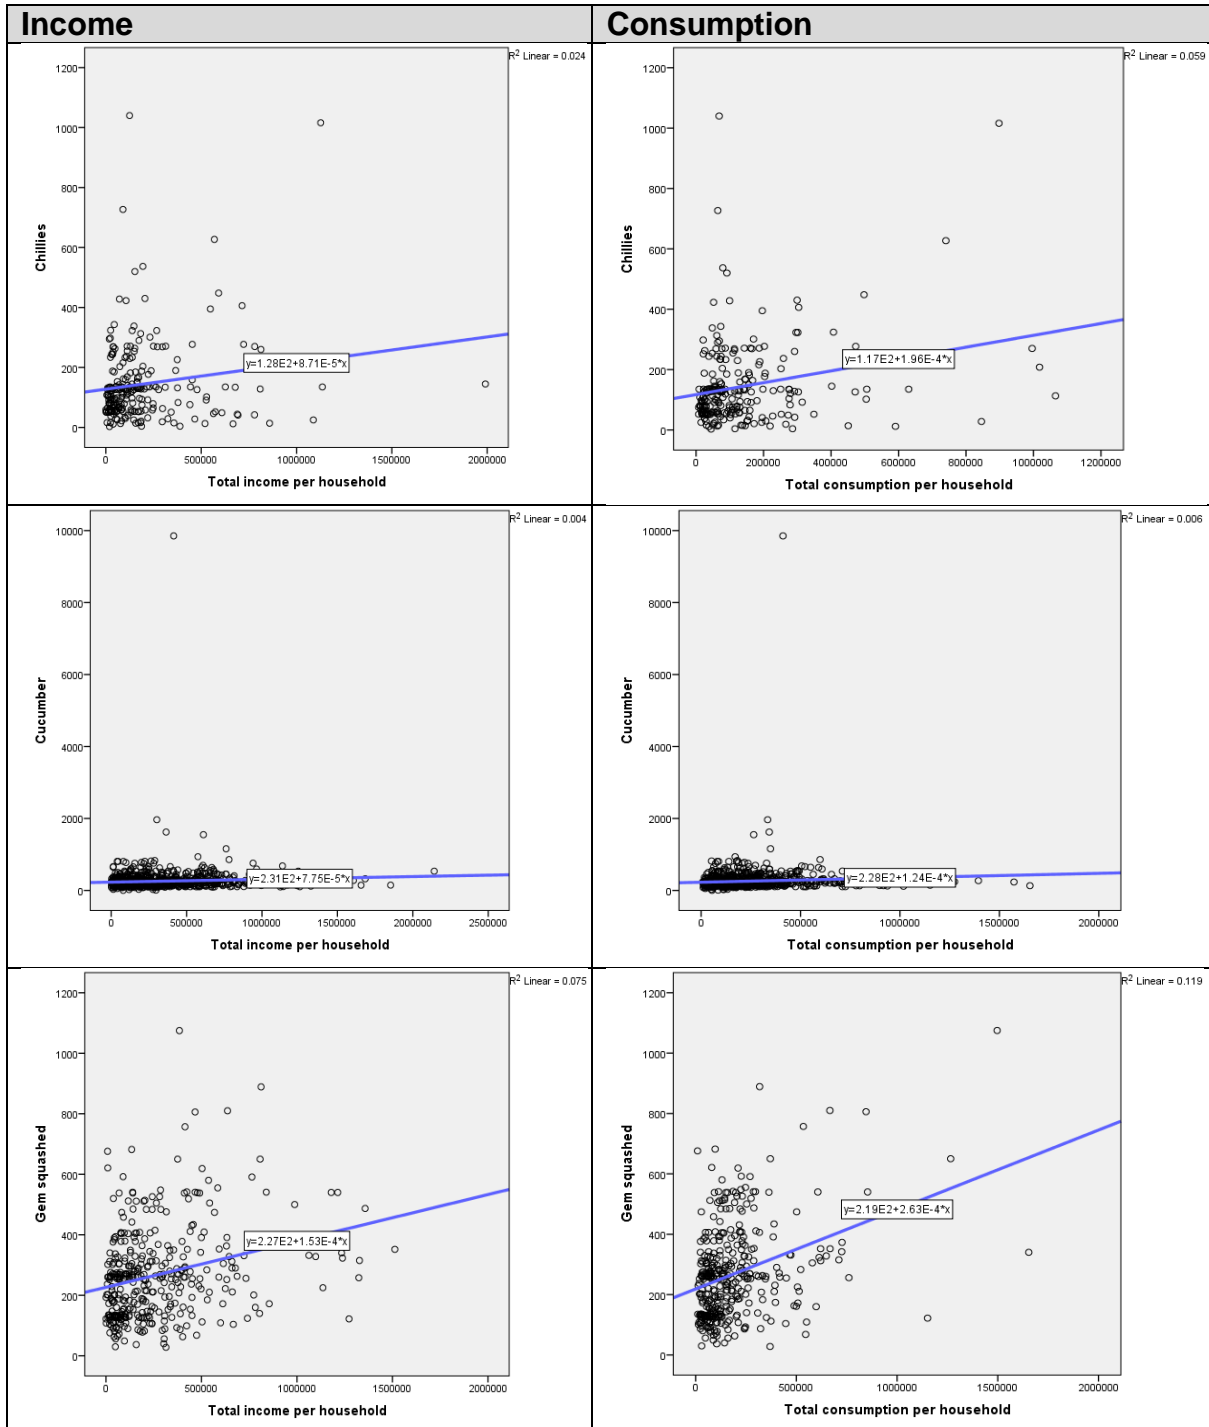 Income
Consumption
R² Linear = 0.024
1200
1000
800
600
400
200
0
Chillies
y=1.28E2+8.71E-5*x
0 500000 1000000 1500000 2000000
Total income per household
R² Linear = 0.059
1200
1000
800
600
400
200
0
Chillies
y=1.17E2+1.96E-4*x
0 200000 400000 600000 800000 1000000 1200000
Total consumption per household
R² Linear = 0.004
10000
8000
6000
4000
2000
0
Cucumber
y=2.31E2+7.75E-5*x
0 500000 1000000 1500000 2000000 2500000
Total income per household
R² Linear = 0.006
10000
8000
6000
4000
2000
0
Cucumber
y=2.28E2+1.24E-4*x
0 500000 1000000 1500000 2000000
Total consumption per household
R² Linear = 0.075
1200
1000
800
600
400
200
0
Gem squashed
y=2.27E2+1.53E-4*x
0 500000 1000000 1500000 2000000
Total income per household
R² Linear = 0.119
1200
1000
800
600
400
200
0
Gem squashed
y=2.19E2+2.63E-4*x
0 500000 1000000 1500000 2000000
Total consumption per household